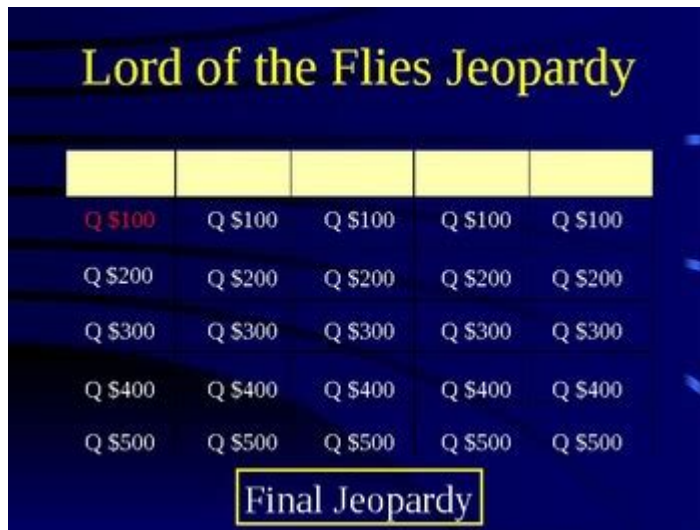 Lord of the Flies Jeopardy
Q $100 Q $100 Q $100 Q $100 Q $100
Q $200 Q $200 Q $200 Q $200 Q $200
Q $300 Q $300 Q $300 Q $300 Q $300
Q $400 Q $400 Q $400 Q $400 Q $400
Q $500 Q $500 Q $500 Q $500 Q $500
Final Jeopardy